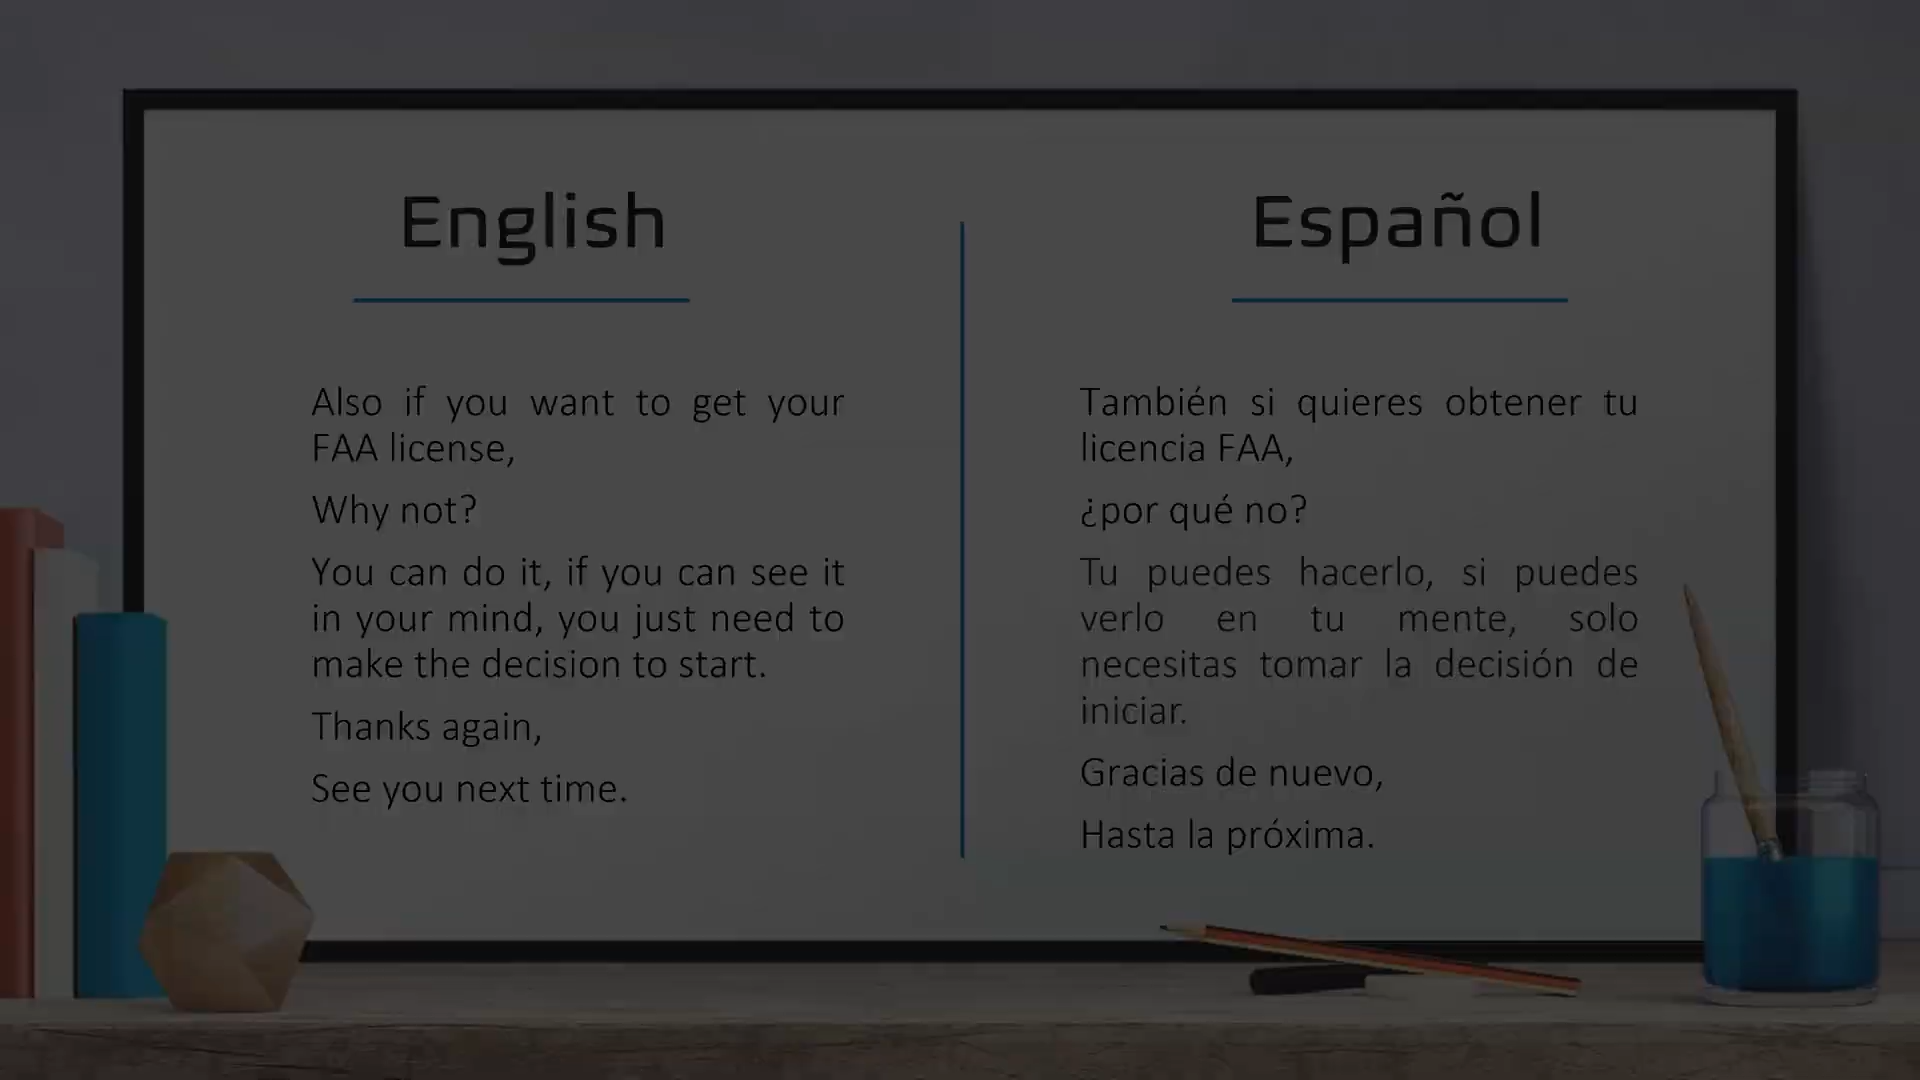 English
Also if you want to get your
FAA license,
Why not?
You can do it, if you can see it
in your mind, you just need to
make the decision to start.
Thanks again,
See you next time.
Español
También si quieres obtener tu
licencia FAA,
¿por qué no?
Tu puedes hacerlo, si puedes
verlo en tu mente, solo
necesitas tomar la decisión de
iniciar.
Gracias de nuevo,
Hasta la próxima.